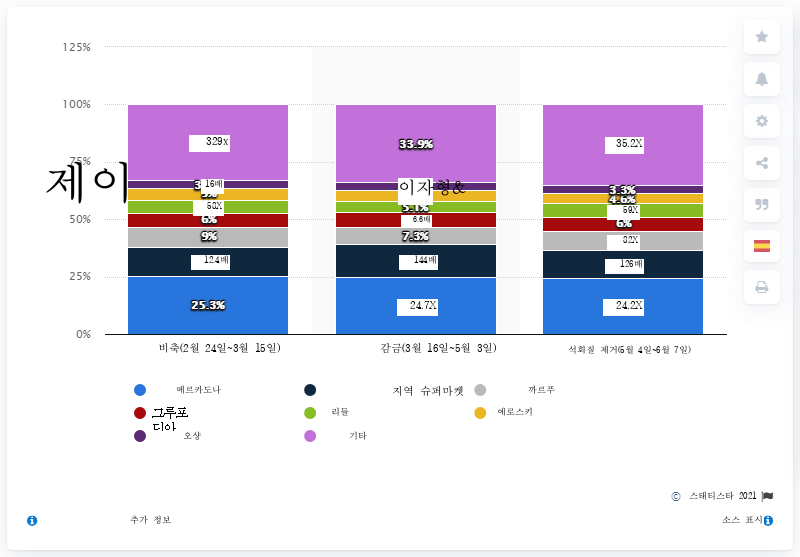 125%
100%
75%
50%
25%
0%
제이
329x
33.9%
35.2X
16배
3.3%
5%
이자형&
4.6%
53X
5.1%
59X
6%
6.6배
6%
9%
7.3%
82X
12.4배
144배
126배
25.3%
24.7X
24.2X
비축(2월 24일~3월 15일)
감금(3월 16일~5월 3일)
석회질 제거(5월 4일~6월 7일)
메르카도나
지역 슈퍼마켓
까르푸
그루포
디아
리들
에로스키
오샹
기타
© 스태티스타 2021
추가 정보
소스 표시